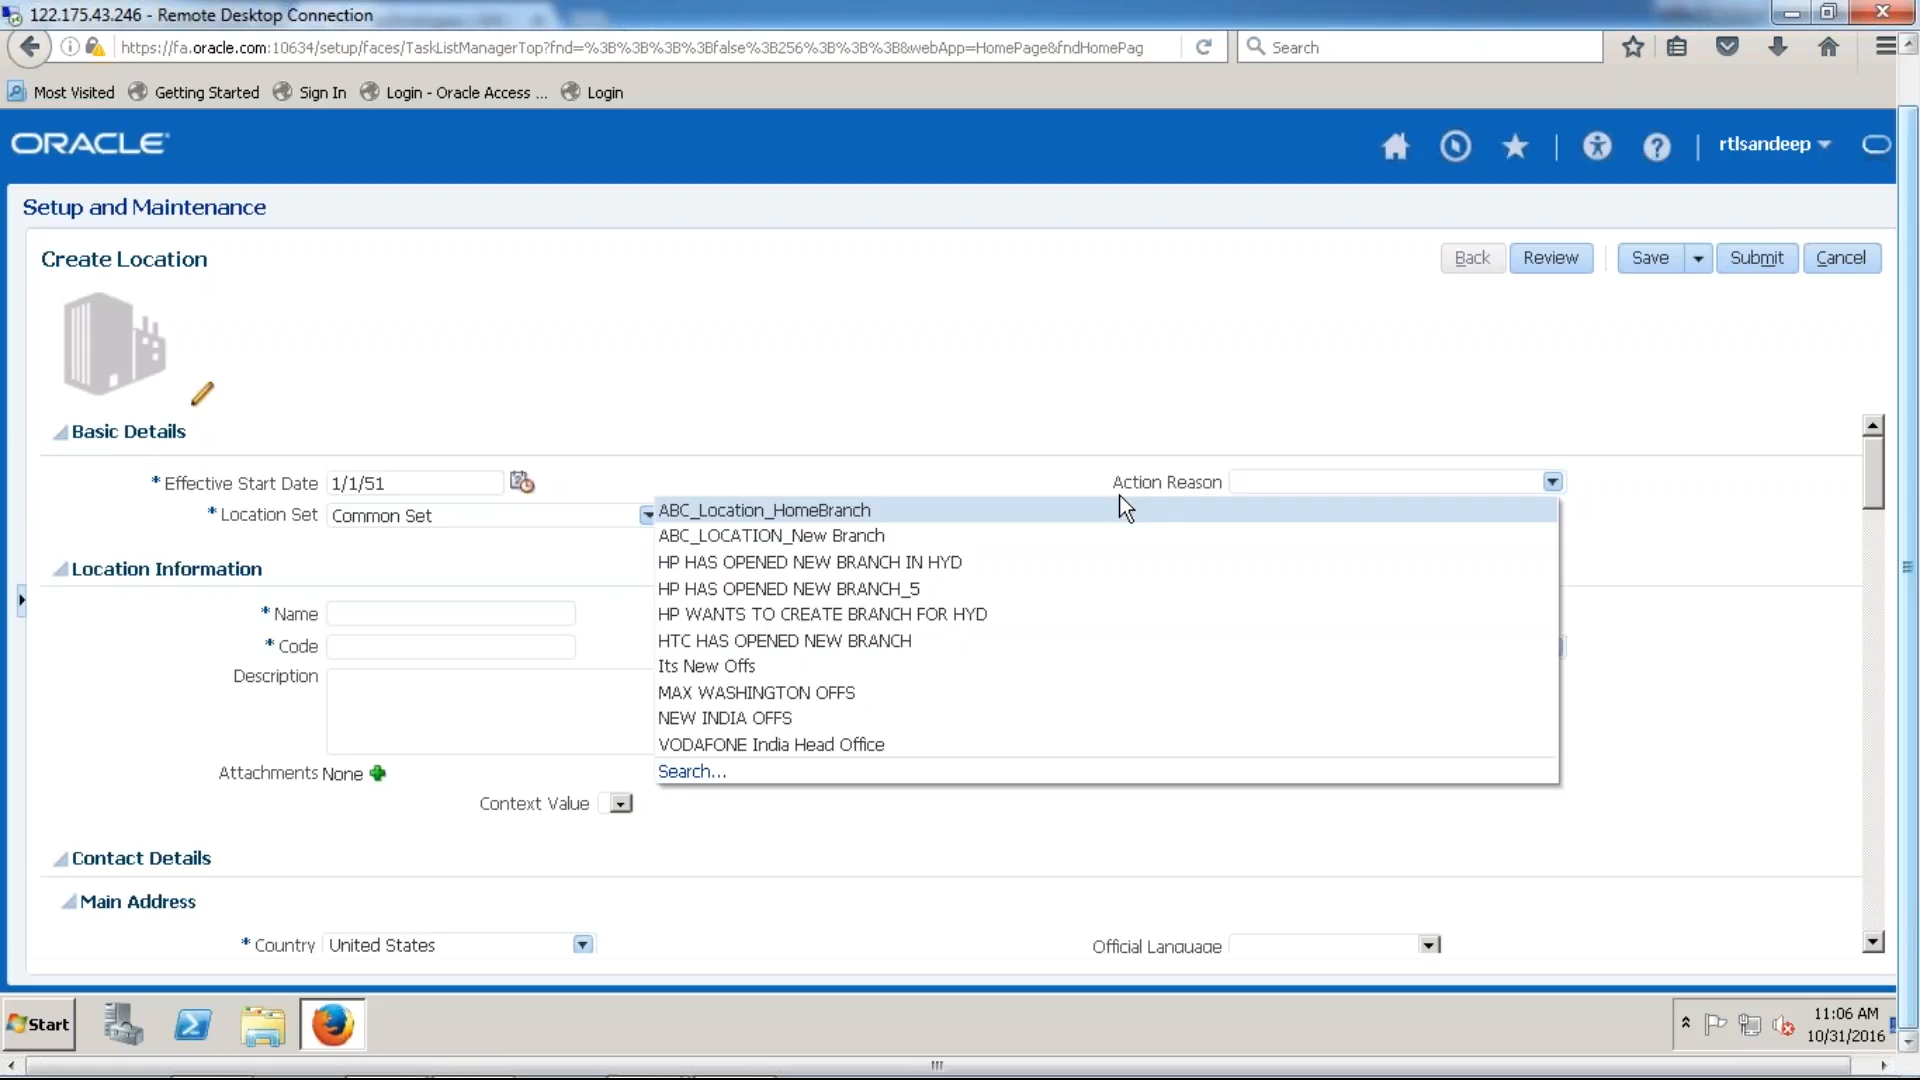 122.175.43.246 - Remote Desktop Connection
https://fa.oracle.com:10634/setup/faces/TaskListManagerTop?fnd=%3B%3B%3B%3Bfalse%3B256%3B%3B%3B&webApp=HomePage&fndHomePag
Search
Most Visited Getting Started Sign In Login - Oracle Access ... Login
ORACLE
rtlsandeep
Setup and Maintenance
Create Location
Back Review Save Submit Cancel
Basic Details
* Effective Start Date 1/1/51
Action Reason
* Location Set Common Set
ABC_Location_HomeBranch
ABC_LOCATION_New Branch
HP HAS OPENED NEW BRANCH IN HYD
HP HAS OPENED NEW BRANCH_5
HP WANTS TO CREATE BRANCH FOR HYD
HTC HAS OPENED NEW BRANCH
Its New Offs
MAX WASHINGTON OFFS
NEW INDIA OFFS
VODAFONE India Head Office
Search...
Location Information
* Name
* Code
Description
Attachments None
Context Value
Contact Details
Main Address
* Country United States
Official Language
Start
11:06 AM
10/31/2016